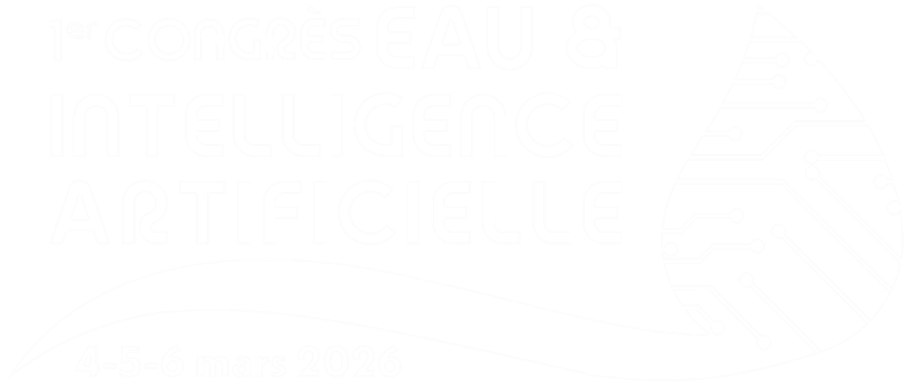 1er CONGRÈS EAU &
INTELLIGENCE
ARTIFICIELLE
4-5-6 mars 2026